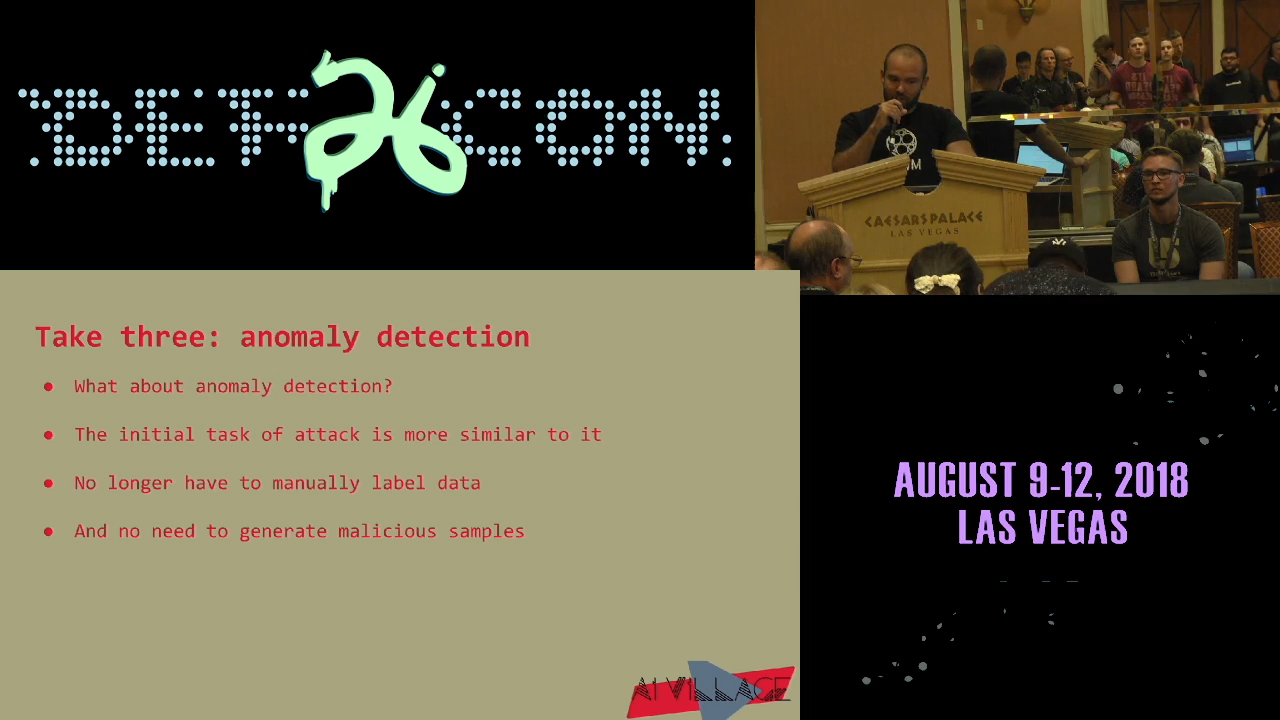 DEF 26 CON
CAESARS PALACE
LAS VEGAS
Take three: anomaly detection
● What about anomaly detection?
● The initial task of attack is more similar to it
● No longer have to manually label data
● And no need to generate malicious samples
AUGUST 9-12, 2018
LAS VEGAS
AI VILLAGE